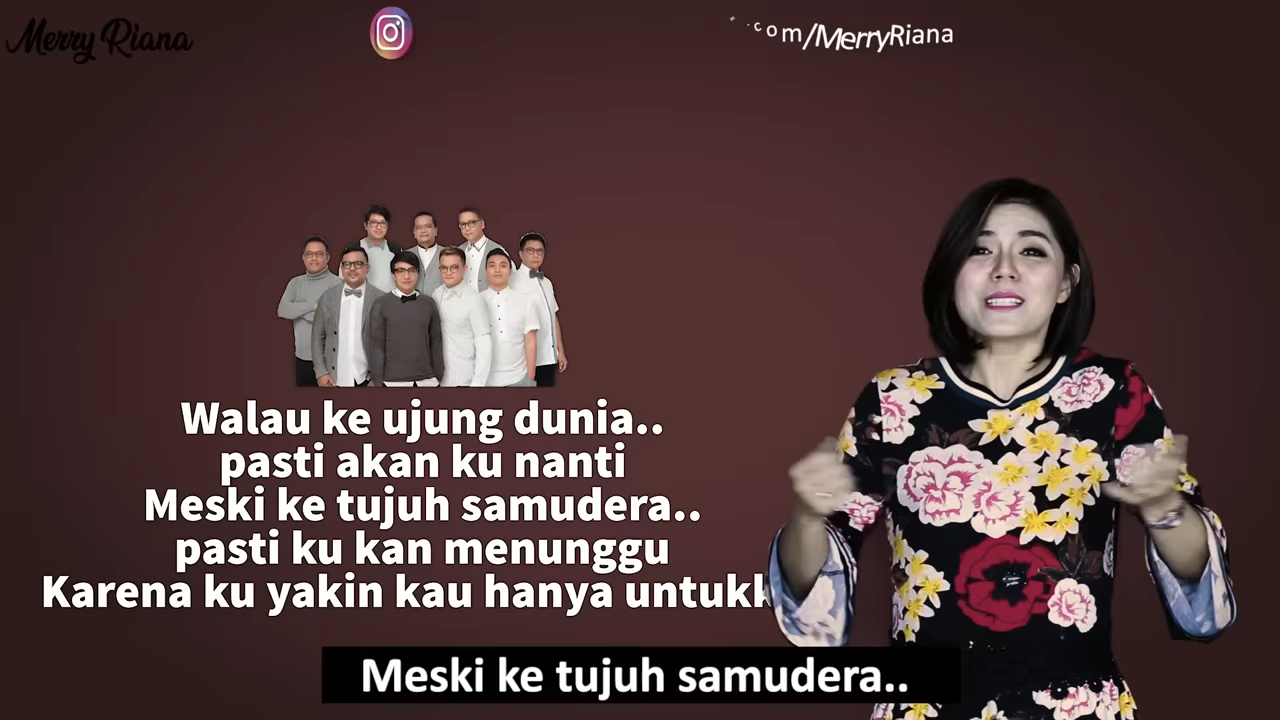 Merry Riana
.com/MerryRiana
Walau ke ujung dunia..
pasti akan ku nanti
Meski ke tujuh samudera..
pasti ku kan menunggu
Karena ku yakin kau hanya
Meski ke tujuh samudera..